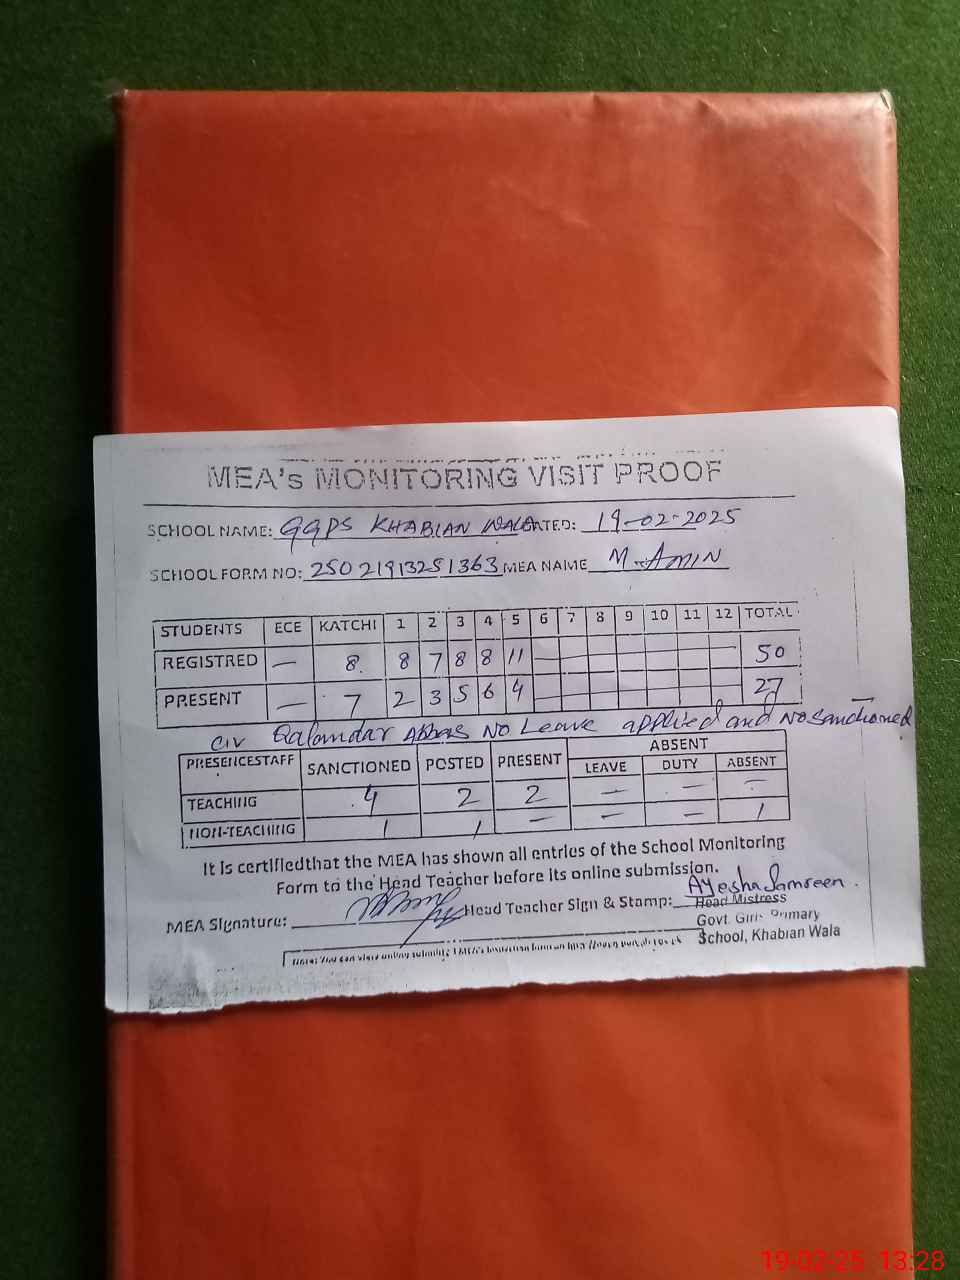 MEA's MONITORING VISIT PROOF
SCHOOL NAME: GGPS KHABIAN WALA DATED: 19-02-2025
SCHOOL FORM NO: 25021913251363 MEA NAME M. AMIN
STUDENTS ECE KATCHI 1 2 3 4 5 6 7 8 9 10 11 12 TOTAL
REGISTRED — 8 8 7 8 8 11 — 50
PRESENT — 7 2 3 5 6 4 — 27
CIV Qalandar Abbas No Leave applied and No Sanctioned
PRESENCESTAFF SANCTIONED POSTED PRESENT ABSENT
LEAVE DUTY ABSENT
TEACHING 4 2 2 — — —
NON-TEACHING 1 1 — — — 1
It is certifiedthat the MEA has shown all entries of the School Monitoring
Form to the Head Teacher before its online submission.
MEA Signature: Head Teacher Sign & Stamp: Ayesha Samreen.
Head Mistress
Govt. Girls Primary
School, Khabian Wala
19-02-25 13:28